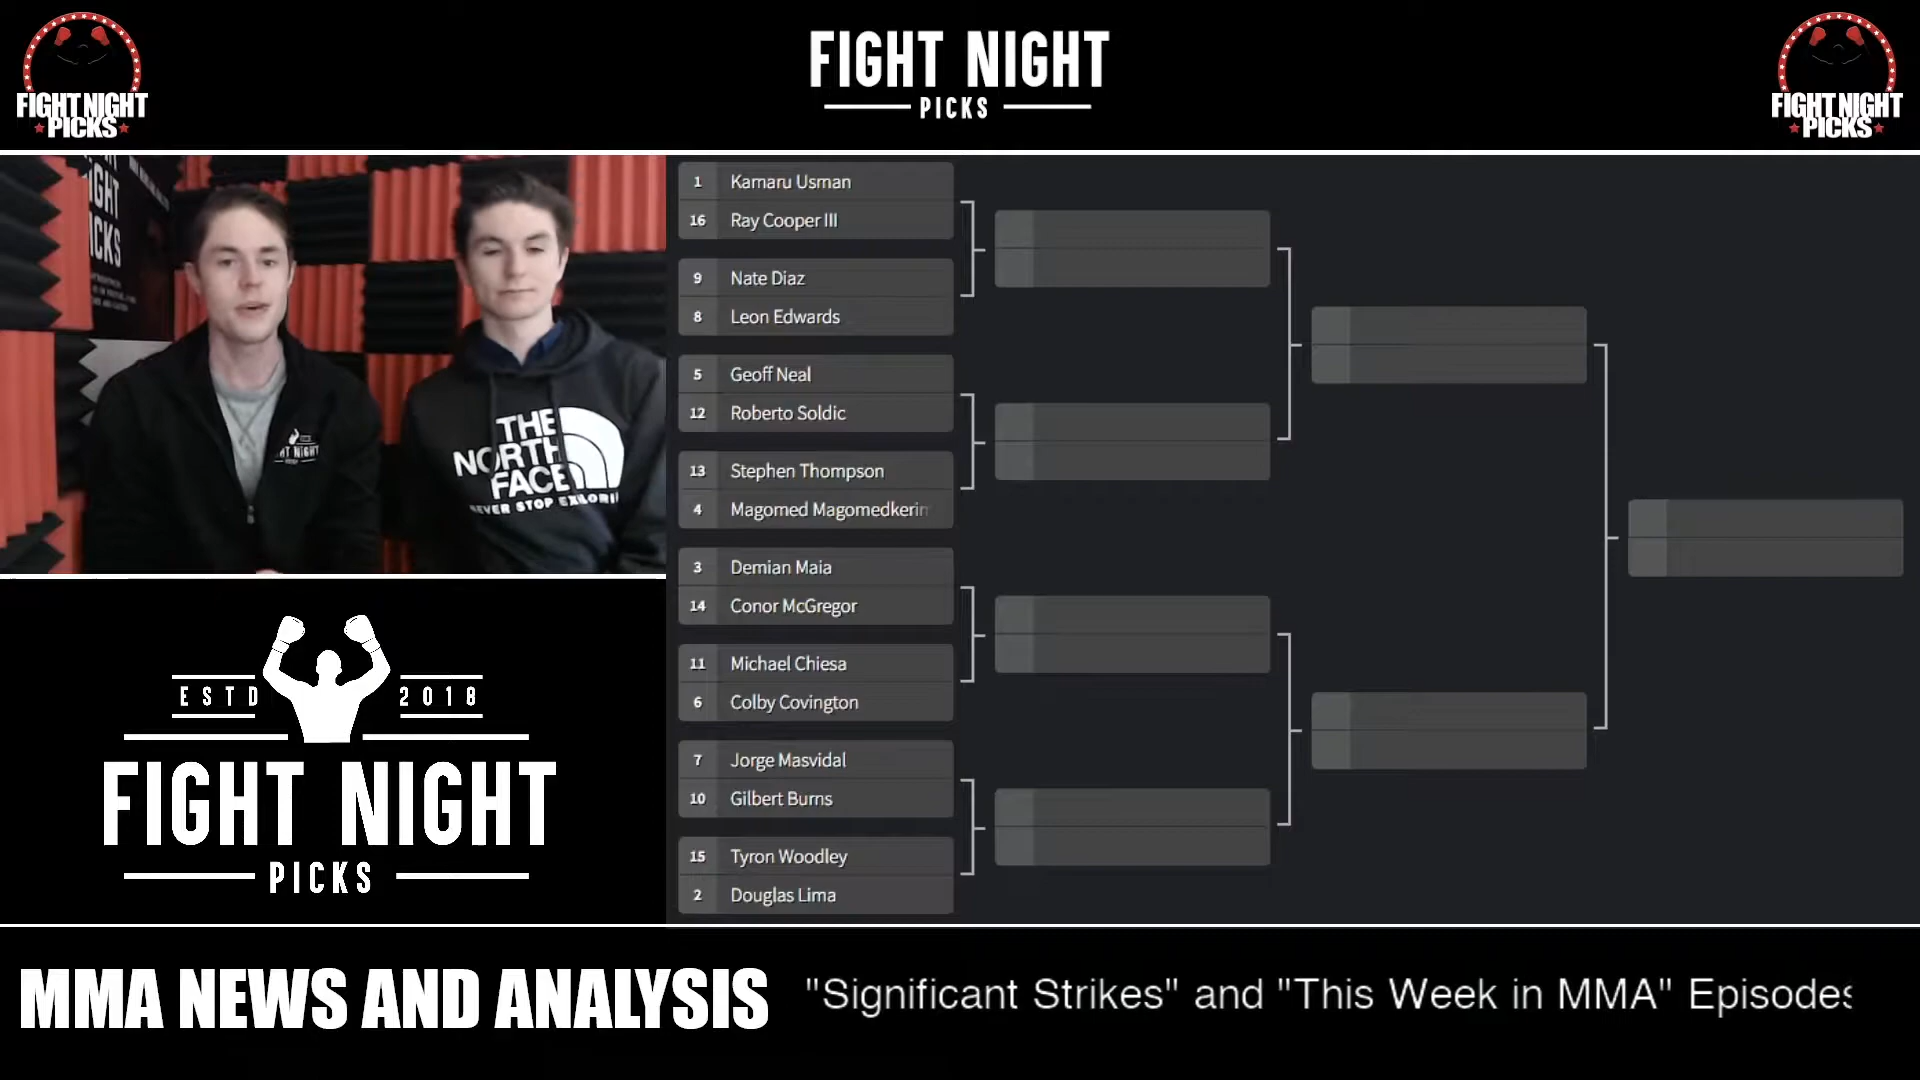 FIGHT NIGHT
PICKS
FIGHT NIGHT
PICKS
FIGHT NIGHT
PICKS
1 Kamaru Usman
16 Ray Cooper III
9 Nate Diaz
8 Leon Edwards
5 Geoff Neal
12 Roberto Soldic
13 Stephen Thompson
4 Magomed Magomedkerim
3 Demian Maia
14 Conor McGregor
11 Michael Chiesa
6 Colby Covington
7 Jorge Masvidal
10 Gilbert Burns
15 Tyron Woodley
2 Douglas Lima
THE
NORTH
FACE
NEVER STOP EXPLORI
ESTD 2018
FIGHT NIGHT
PICKS
MMA NEWS AND ANALYSIS
"Significant Strikes" and "This Week in MMA" Episodes